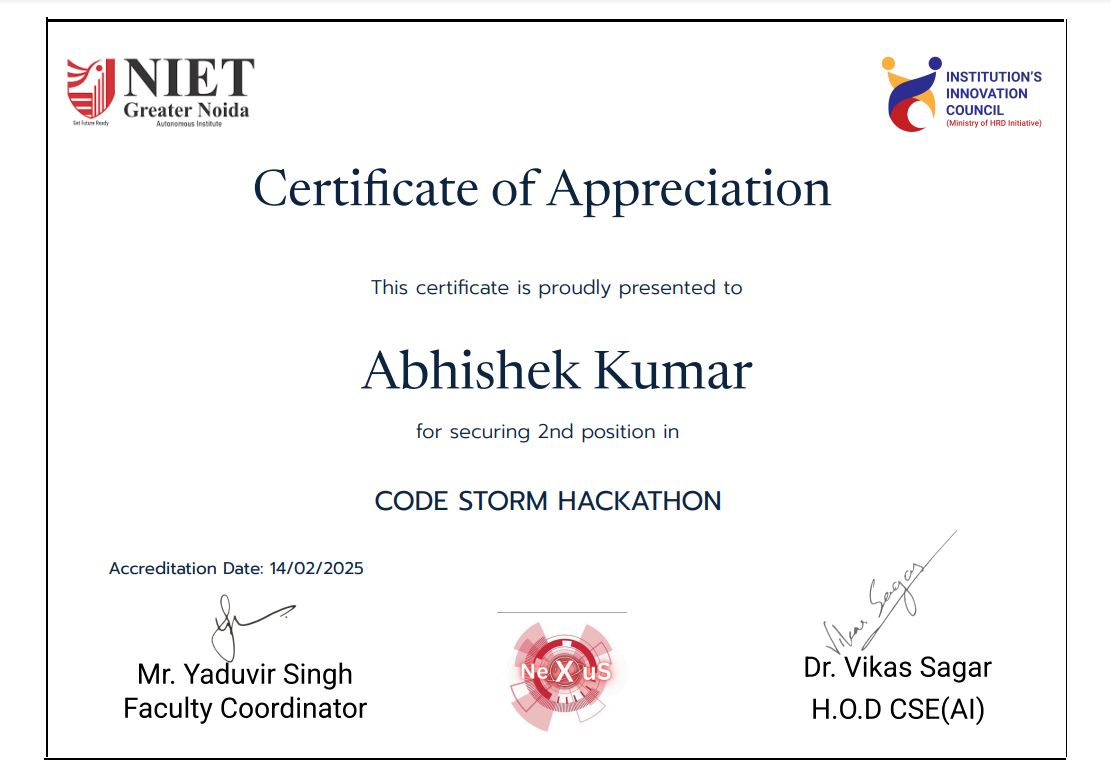 NIET
Greater Noida
Autonomous Institute
Get Future Ready
INSTITUTION'S
INNOVATION
COUNCIL
(Ministry of HRD Initiative)
Certificate of Appreciation
This certificate is proudly presented to
Abhishek Kumar
for securing 2nd position in
CODE STORM HACKATHON
Accreditation Date: 14/02/2025
Vikas Sagar
NeXuS
Mr. Yaduvir Singh
Faculty Coordinator
Dr. Vikas Sagar
H.O.D CSE(AI)